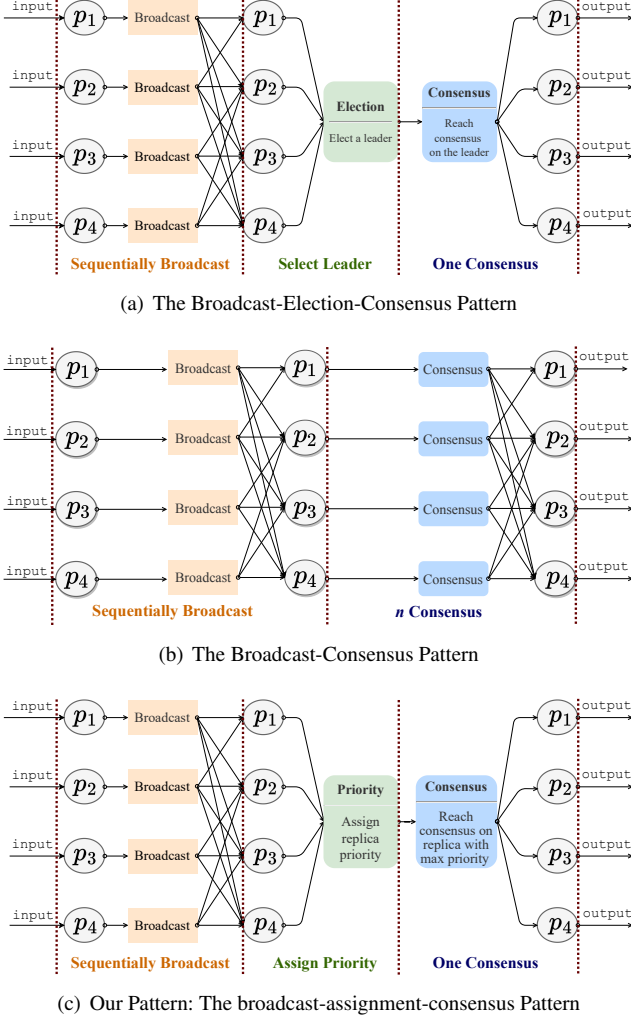 input p1 Broadcast p1 p1 output
input p2 Broadcast p2 Consensus p2 output
Election
Elect a leader
Reach
consensus
on the leader
input p3 Broadcast p3 p3 output
input p4 Broadcast p4 p4 output
Sequentially Broadcast Select Leader One Consensus
(a) The Broadcast-Election-Consensus Pattern
input p1 Broadcast p1 Consensus p1 output
input p2 Broadcast p2 Consensus p2 output
input p3 Broadcast p3 Consensus p3 output
input p4 Broadcast p4 Consensus p4 output
Sequentially Broadcast n Consensus
(b) The Broadcast-Consensus Pattern
input p1 Broadcast p1 p1 output
input p2 Broadcast p2 Priority Consensus p2 output
Assign
replica
priority
Reach
consensus on
replica with
max priority
input p3 Broadcast p3 p3 output
input p4 Broadcast p4 p4 output
Sequentially Broadcast Assign Priority One Consensus
(c) Our Pattern: The broadcast-assignment-consensus Pattern